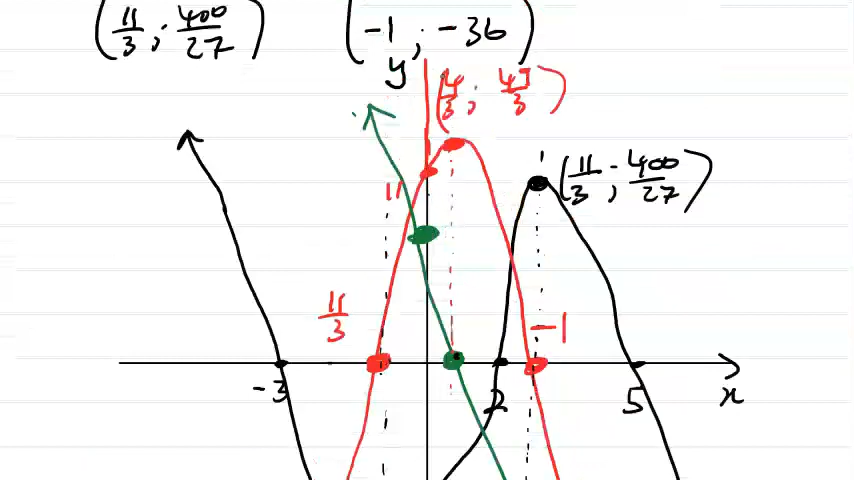 (11/3 ; 400/27) (-1 ; -36)
y
(4/3 ; 49/3)
(11/3 ; 400/27)
11
11/3
-1
-3 2 5 x